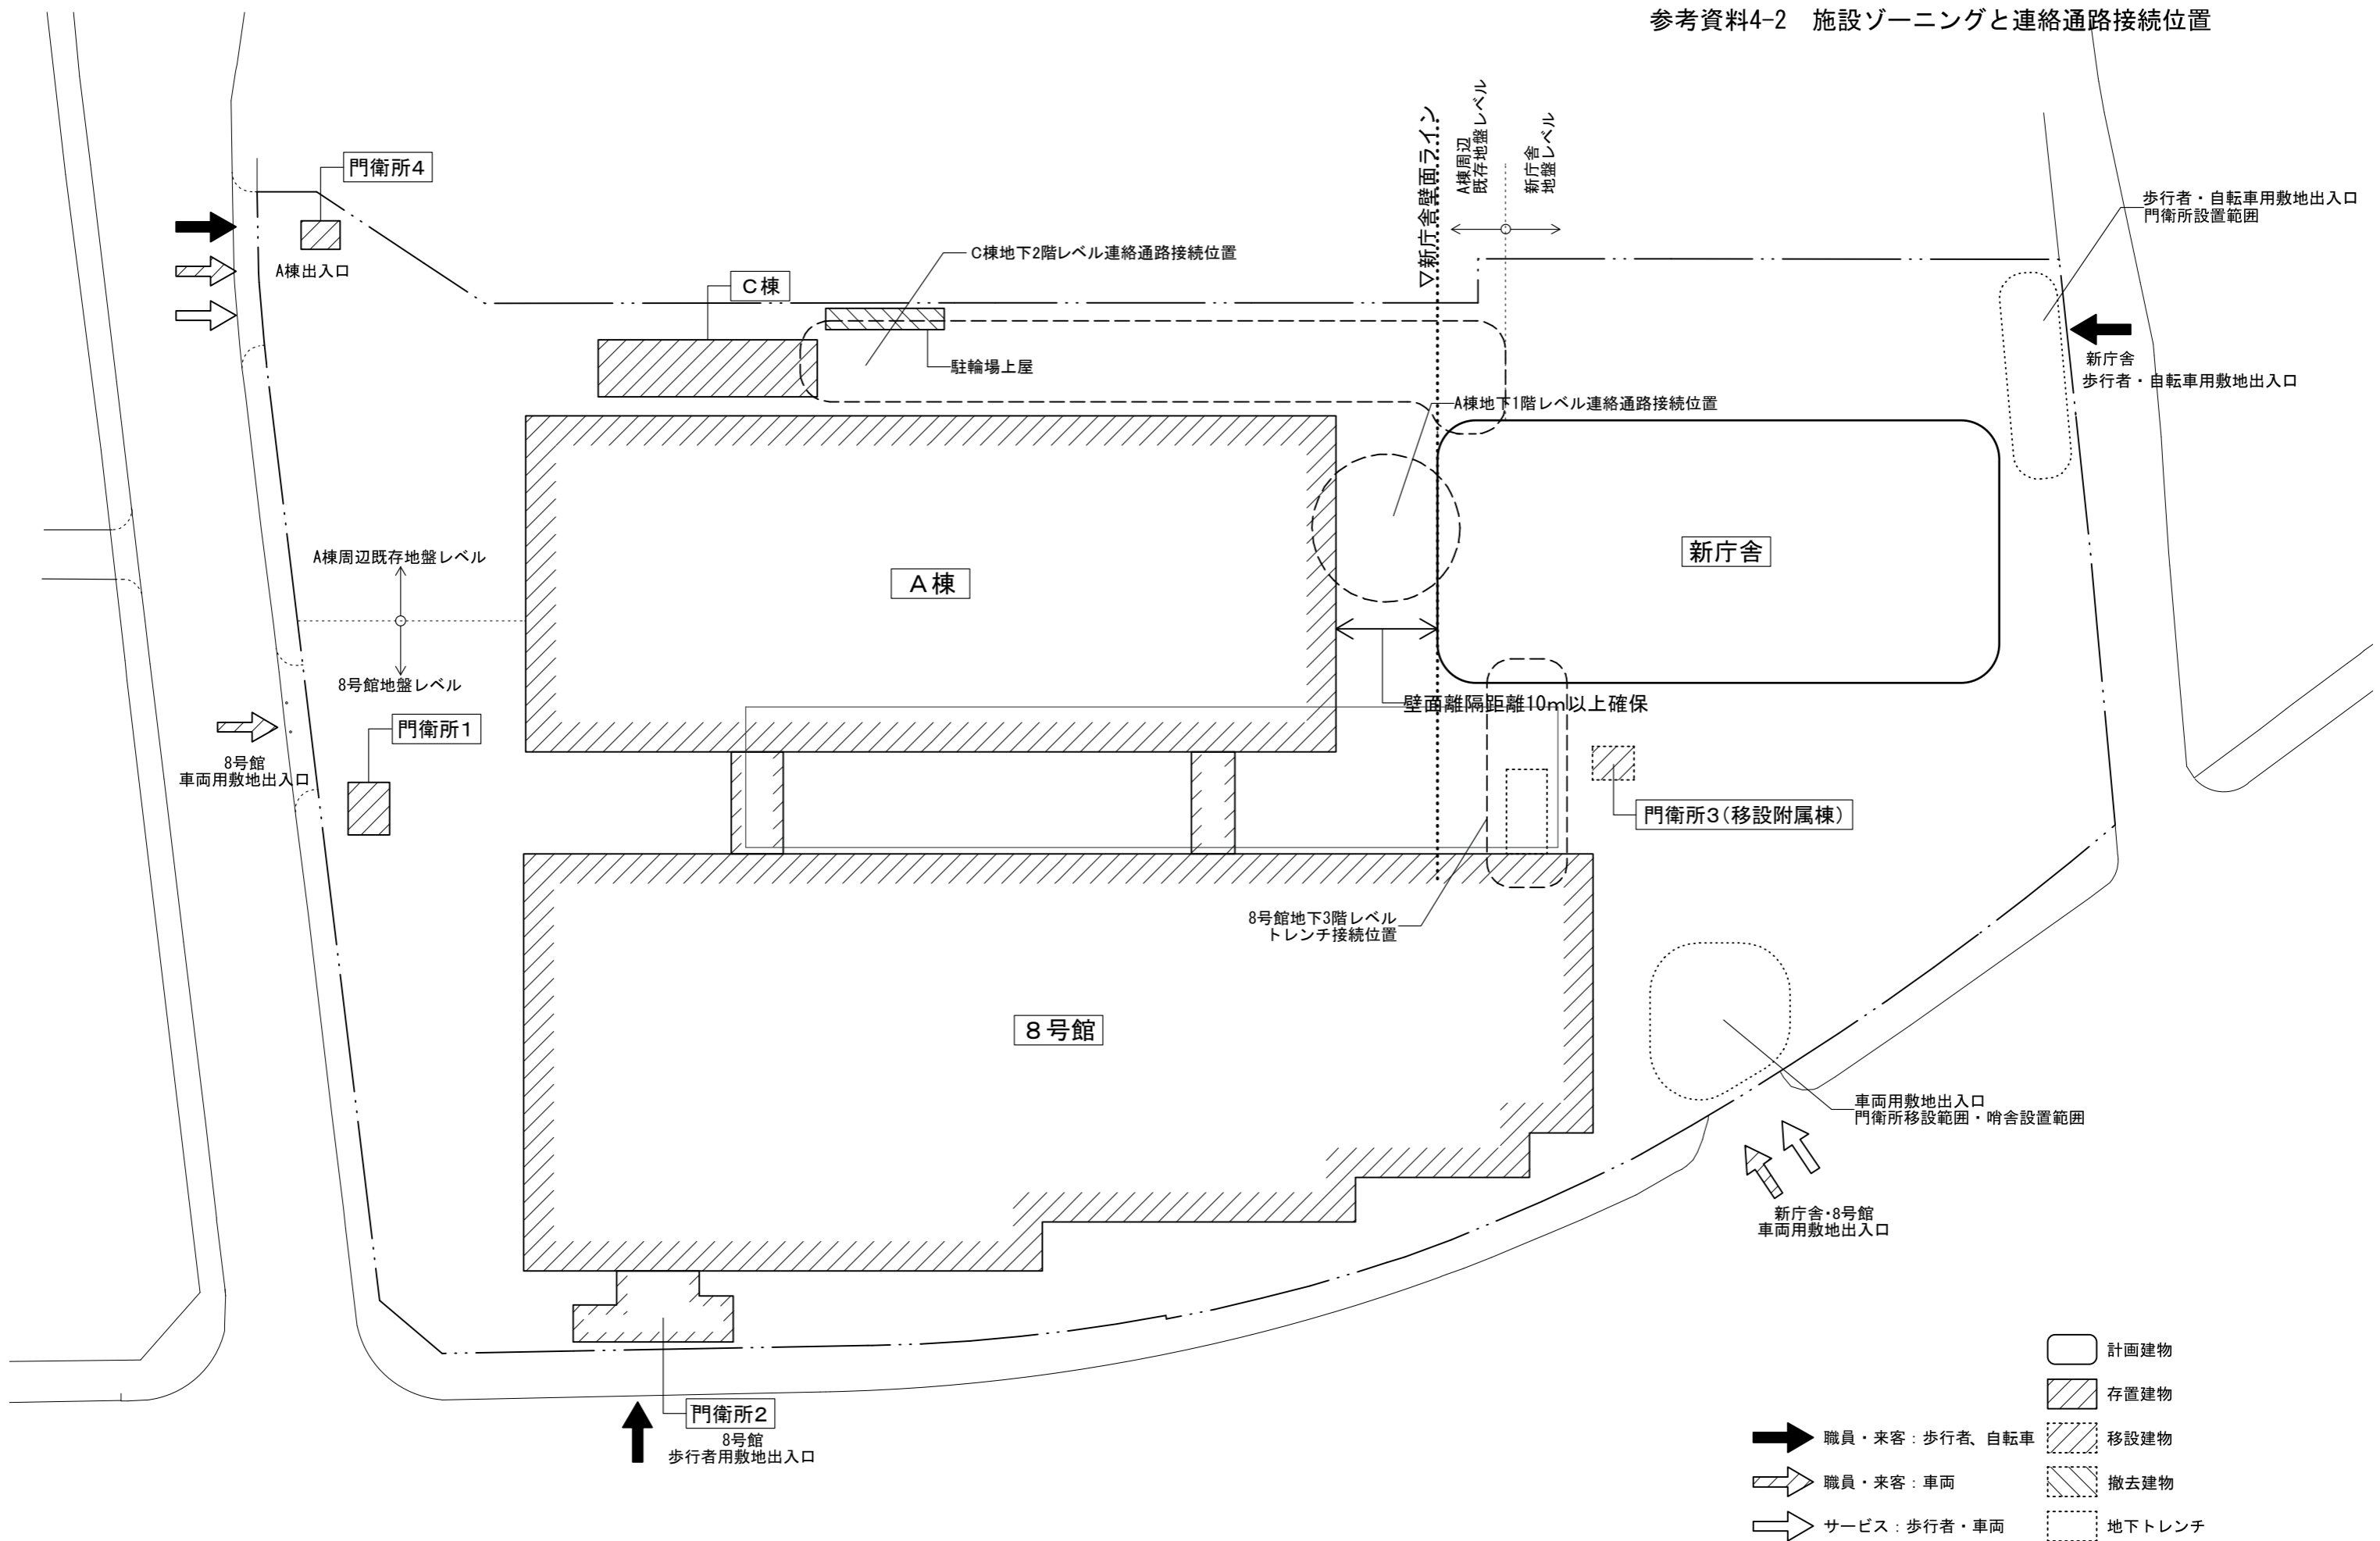 参考資料4-2　施設ゾーニングと連絡通路接続位置
門衛所4
A棟出入口
C棟
C棟地下2階レベル連絡通路接続位置
駐輪場上屋
▽新庁舎壁面ライン
A棟周辺
既存地盤レベル
新庁舎
地盤レベル
歩行者・自転車用敷地出入口
門衛所設置範囲
新庁舎
歩行者・自転車用敷地出入口
A棟地下1階レベル連絡通路接続位置
A棟周辺既存地盤レベル
8号館地盤レベル
A棟
新庁舎
壁面離隔距離10m以上確保
門衛所1
8号館
車両用敷地出入口
門衛所3(移設附属棟)
8号館地下3階レベル
トレンチ接続位置
8号館
車両用敷地出入口
門衛所移設範囲・哨舎設置範囲
新庁舎・8号館
車両用敷地出入口
門衛所2
8号館
歩行者用敷地出入口
計画建物
存置建物
職員・来客：歩行者、自転車
移設建物
職員・来客：車両
撤去建物
サービス：歩行者・車両
地下トレンチ